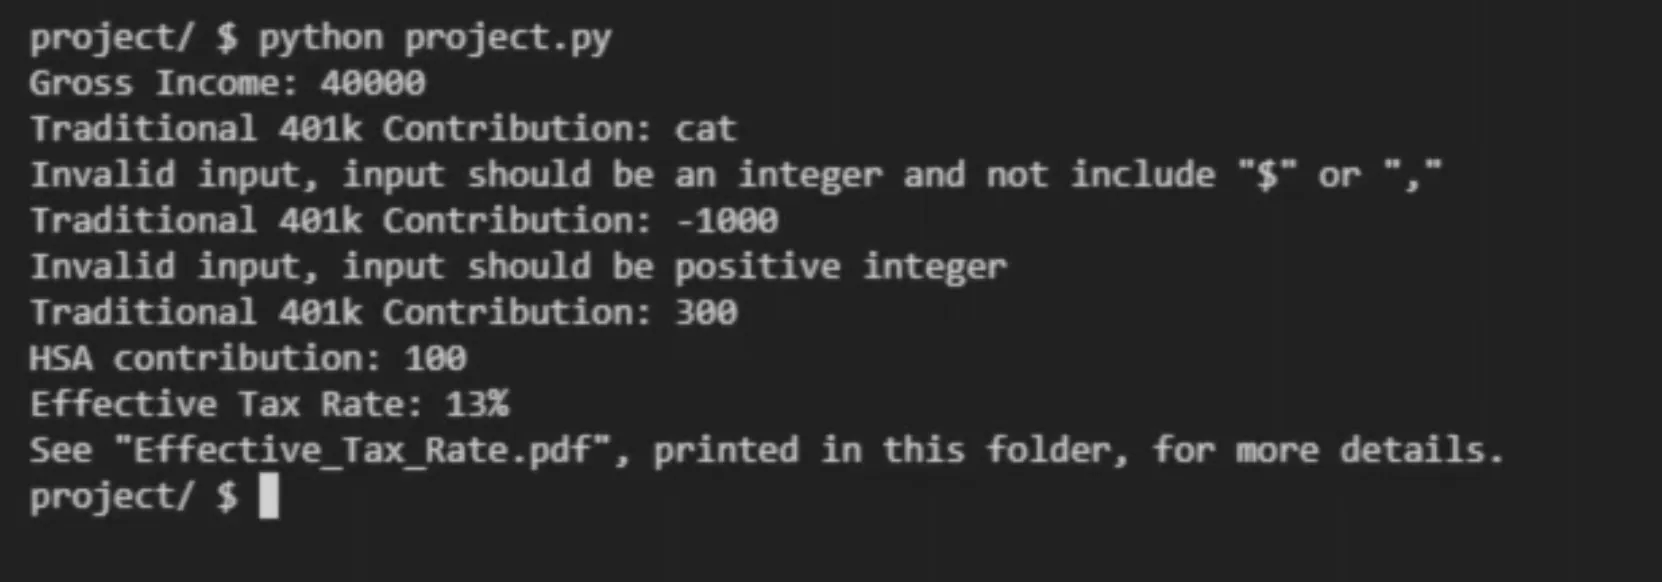 project/ $ python project.py
Gross Income: 40000
Traditional 401k Contribution: cat
Invalid input, input should be an integer and not include "$" or ","
Traditional 401k Contribution: -1000
Invalid input, input should be positive integer
Traditional 401k Contribution: 300
HSA contribution: 100
Effective Tax Rate: 13%
See "Effective_Tax_Rate.pdf", printed in this folder, for more details.
project/ $